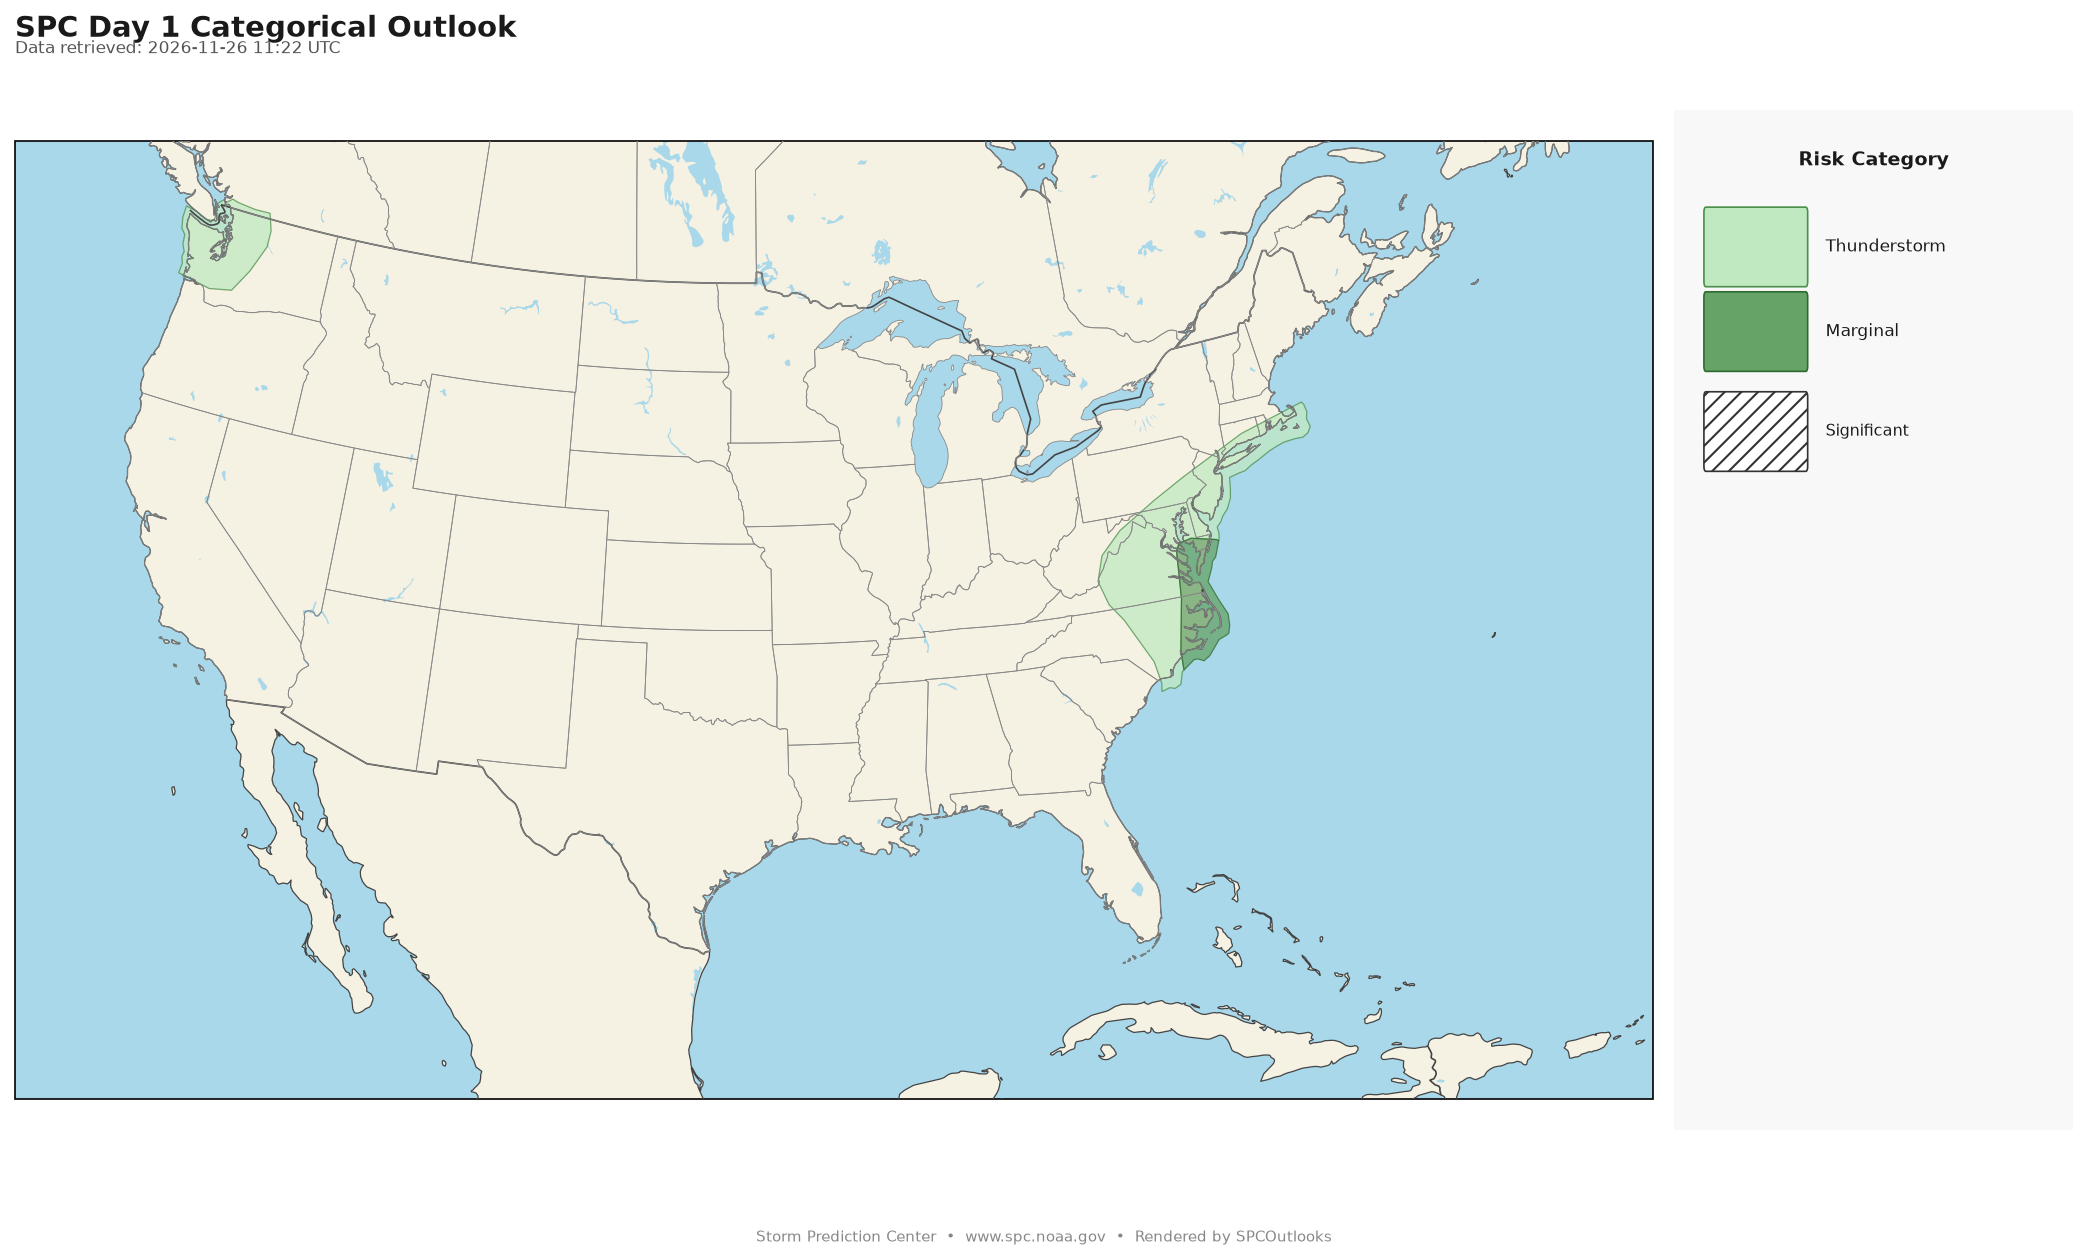 SPC Day 1 Categorical Outlook
Data retrieved: 2026-11-26 11:22 UTC
Risk Category
Thunderstorm
Marginal
Significant
Storm Prediction Center • www.spc.noaa.gov • Rendered by SPCOutlooks